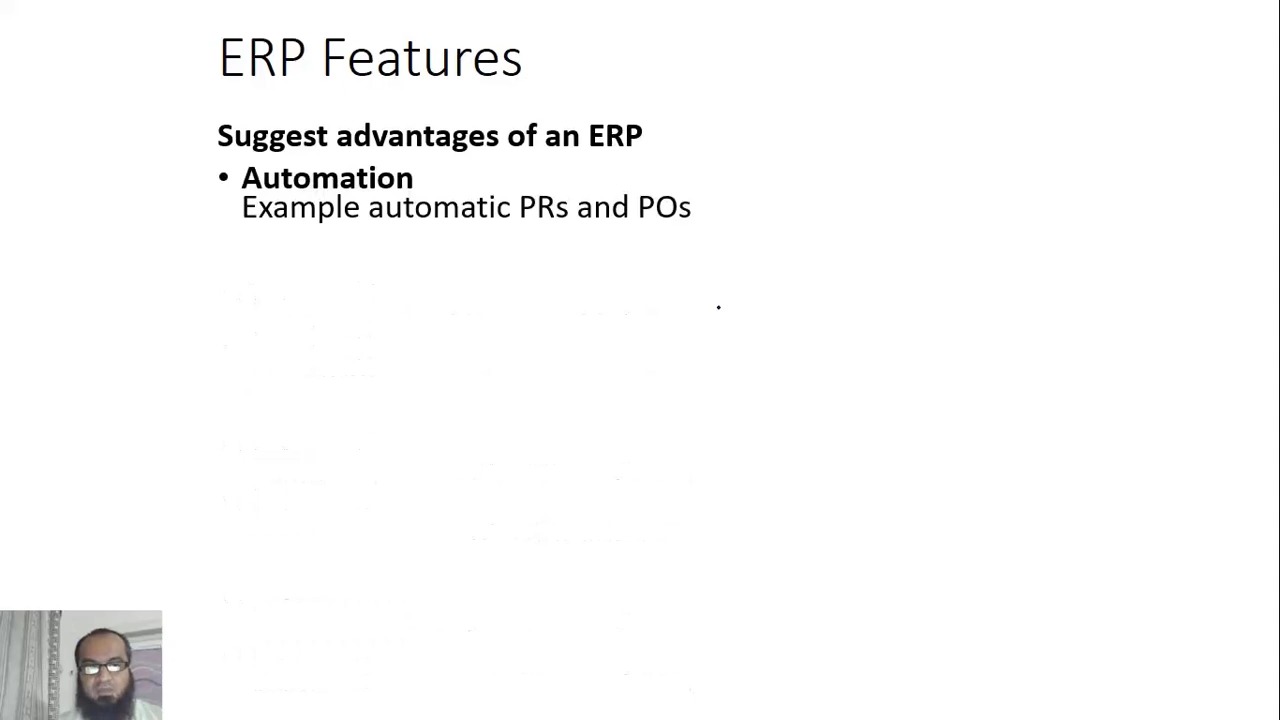 ERP Features
Suggest advantages of an ERP
• Automation
Example automatic PRs and POs